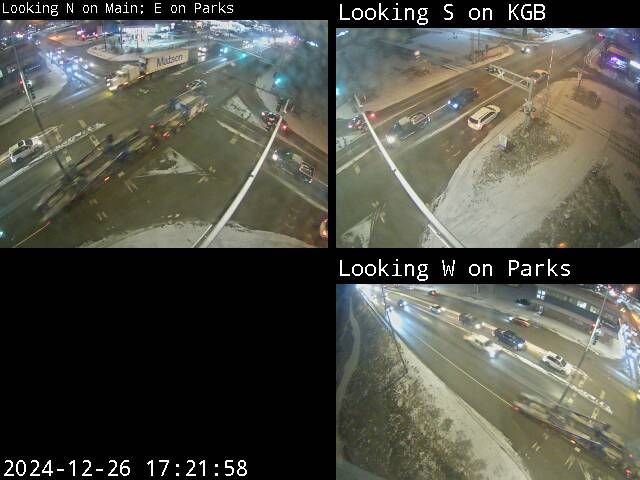 Looking N on Main; E on Parks
Looking S on KGB
Matson
Looking W on Parks
2024-12-26 17:21:58